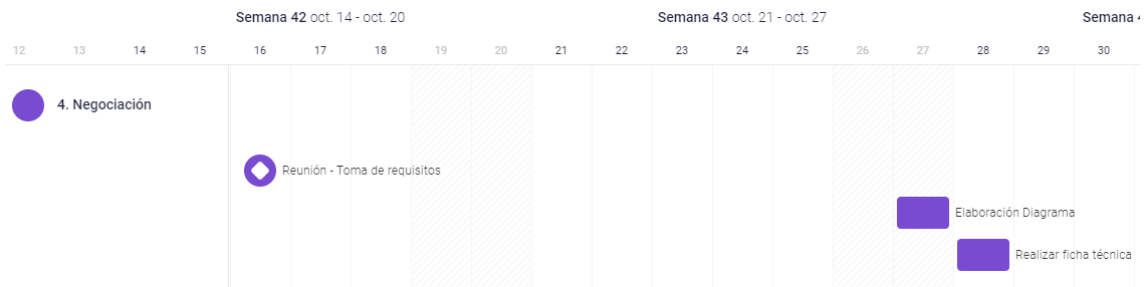 Semana 42 oct. 14 - oct. 20 Semana 43 oct. 21 - oct. 27 Semana
12 13 14 15 16 17 18 19 20 21 22 23 24 25 26 27 28 29 30
4. Negociación
Reunión - Toma de requisitos
Elaboración Diagrama
Realizar ficha técnica